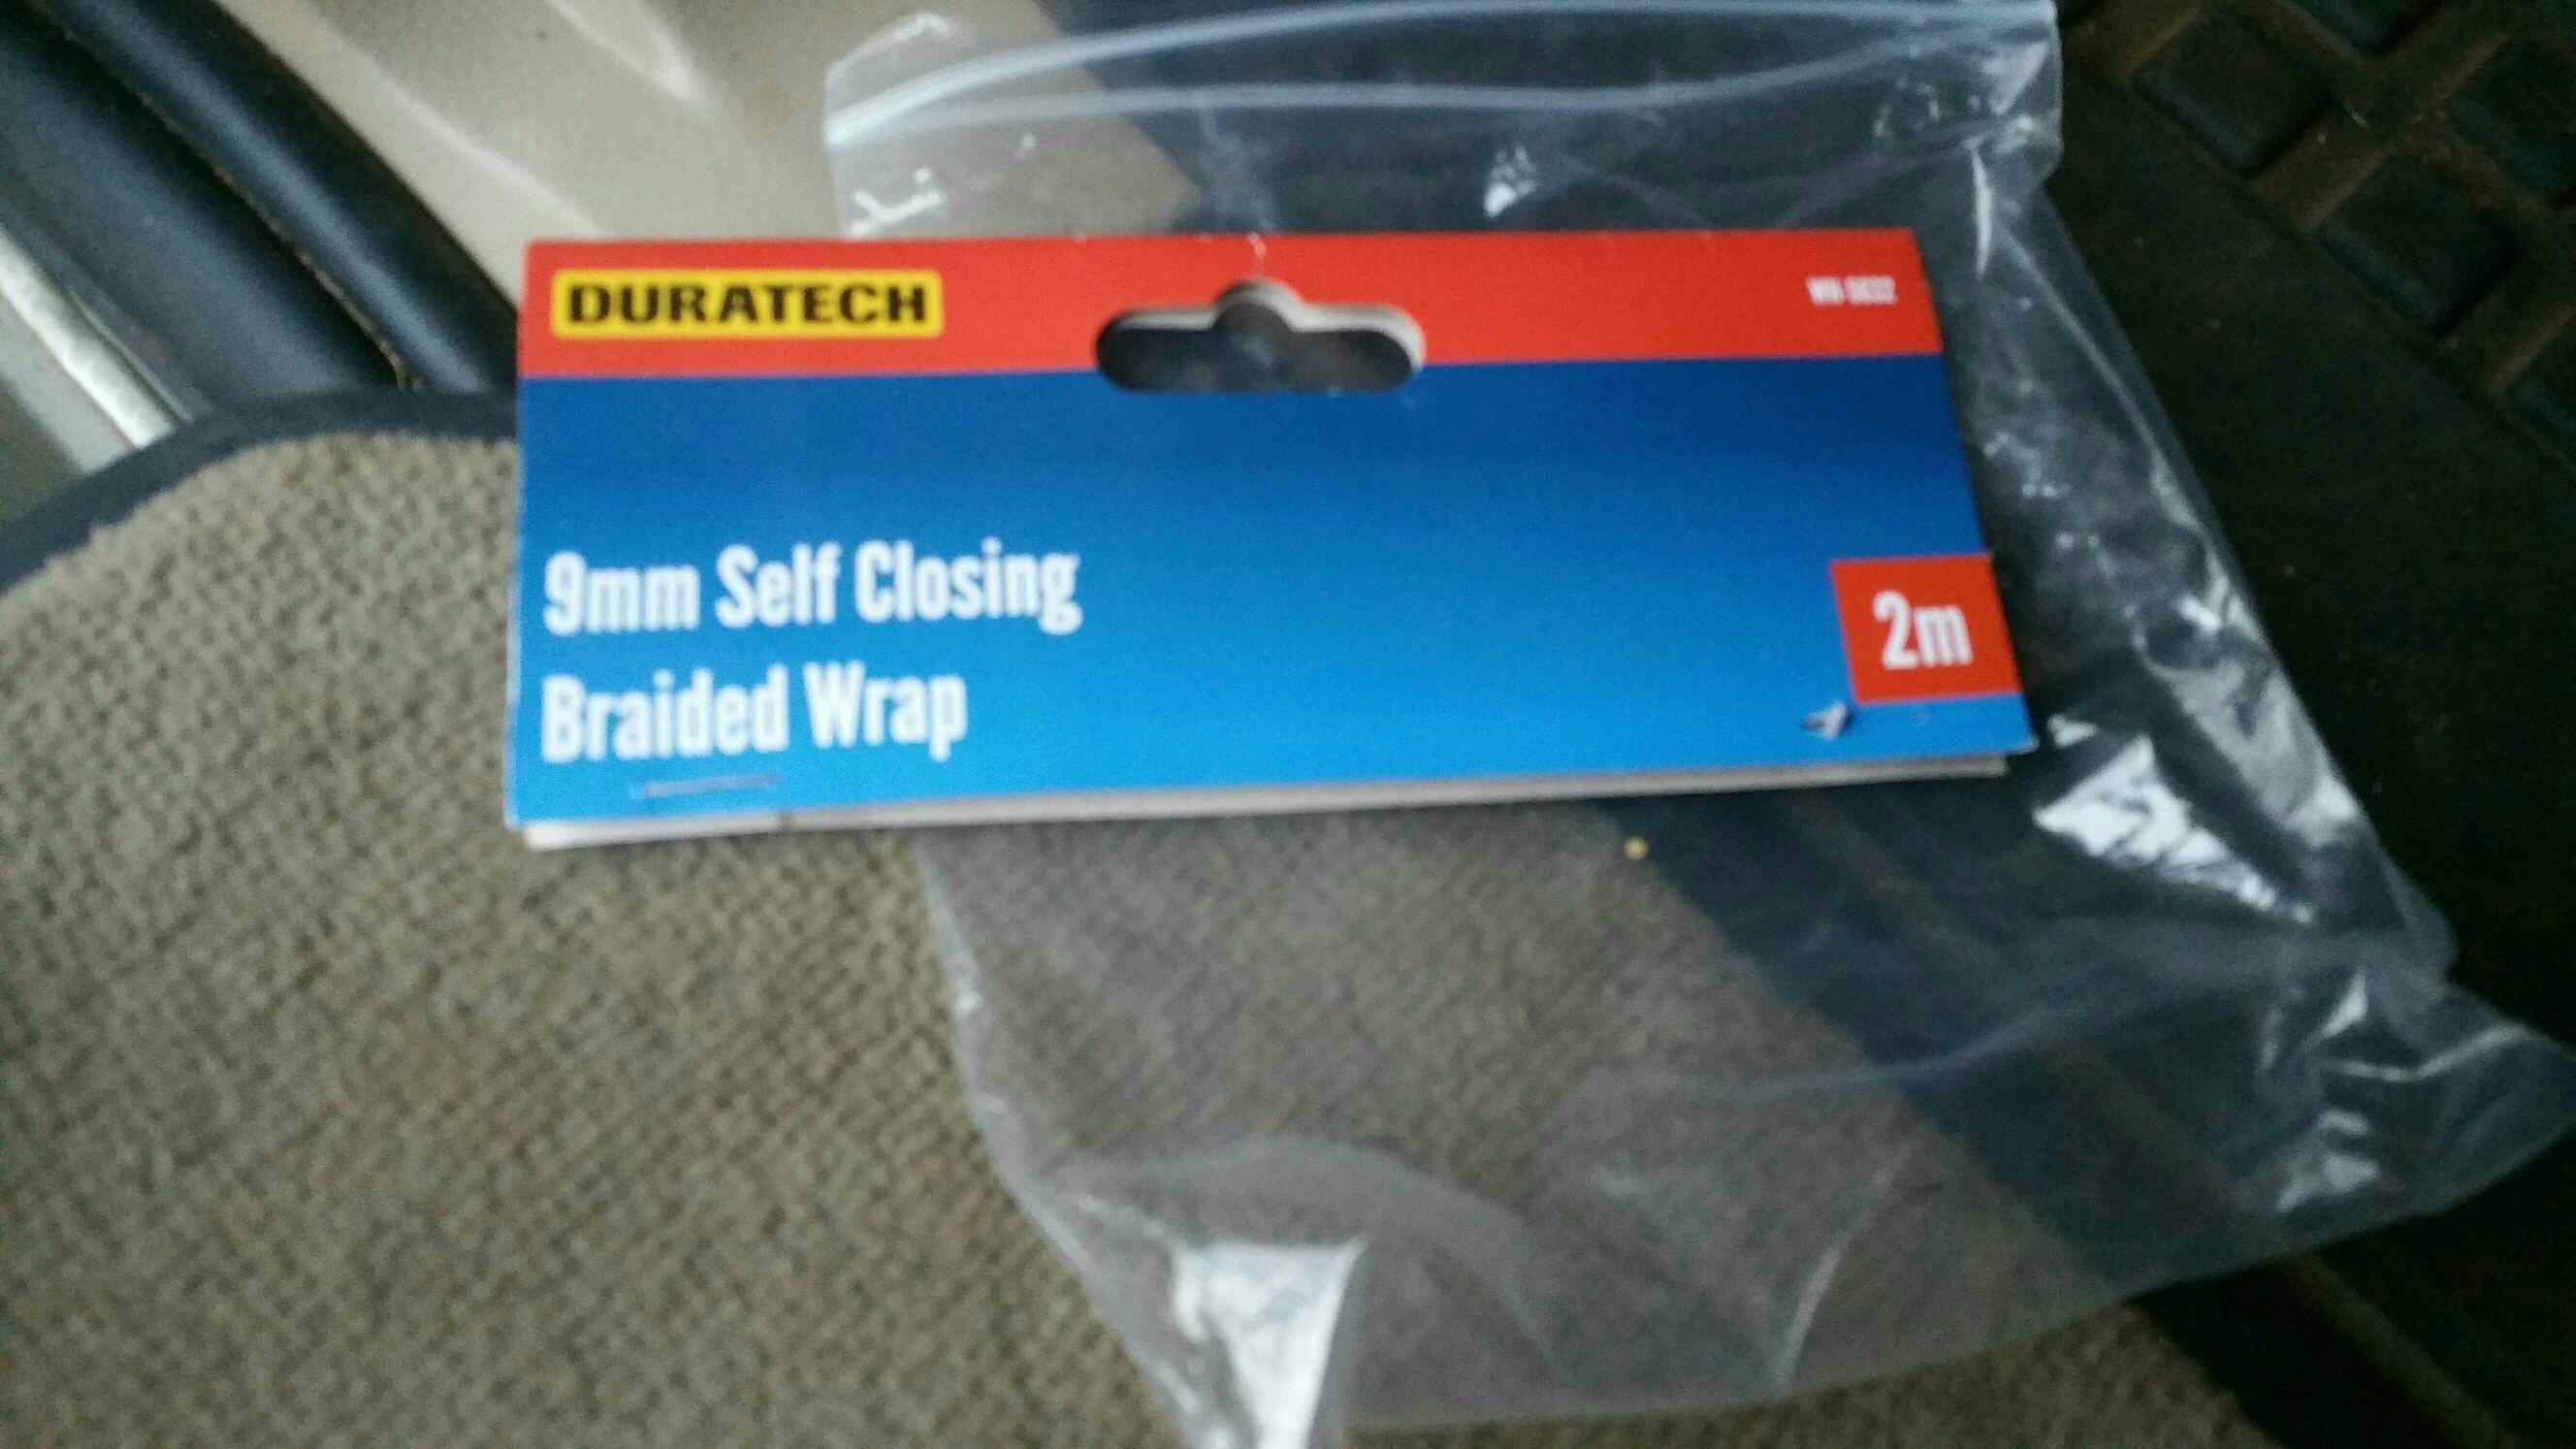 DURATECH
9mm Self Closing
Braided Wrap
2m